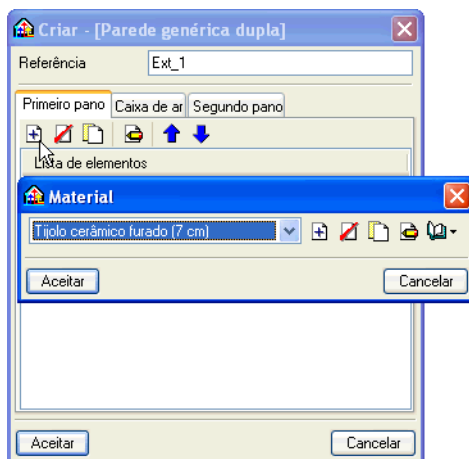 Criar - [Parede genérica dupla]
Referência Ext_1
Primeiro pano Caixa de ar Segundo pano
Lista de elementos
Material
Tijolo cerâmico furado (7 cm)
Aceitar Cancelar
Aceitar Cancelar